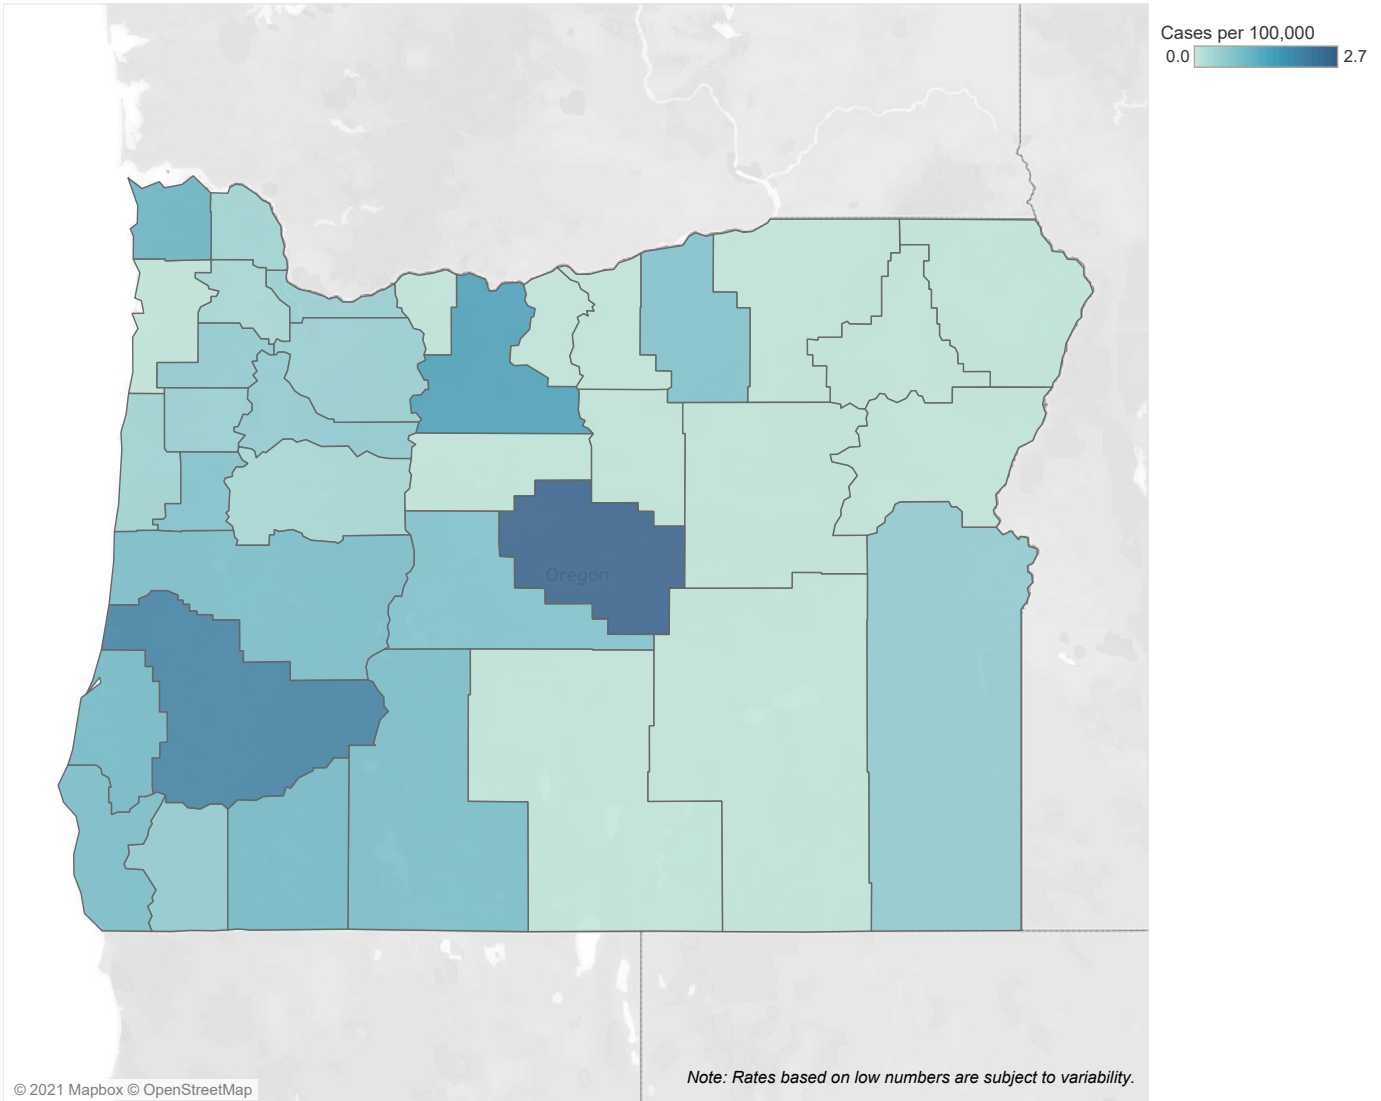 Cases per 100,000
0.0 2.7
Oregon
Note: Rates based on low numbers are subject to variability.
© 2021 Mapbox © OpenStreetMap